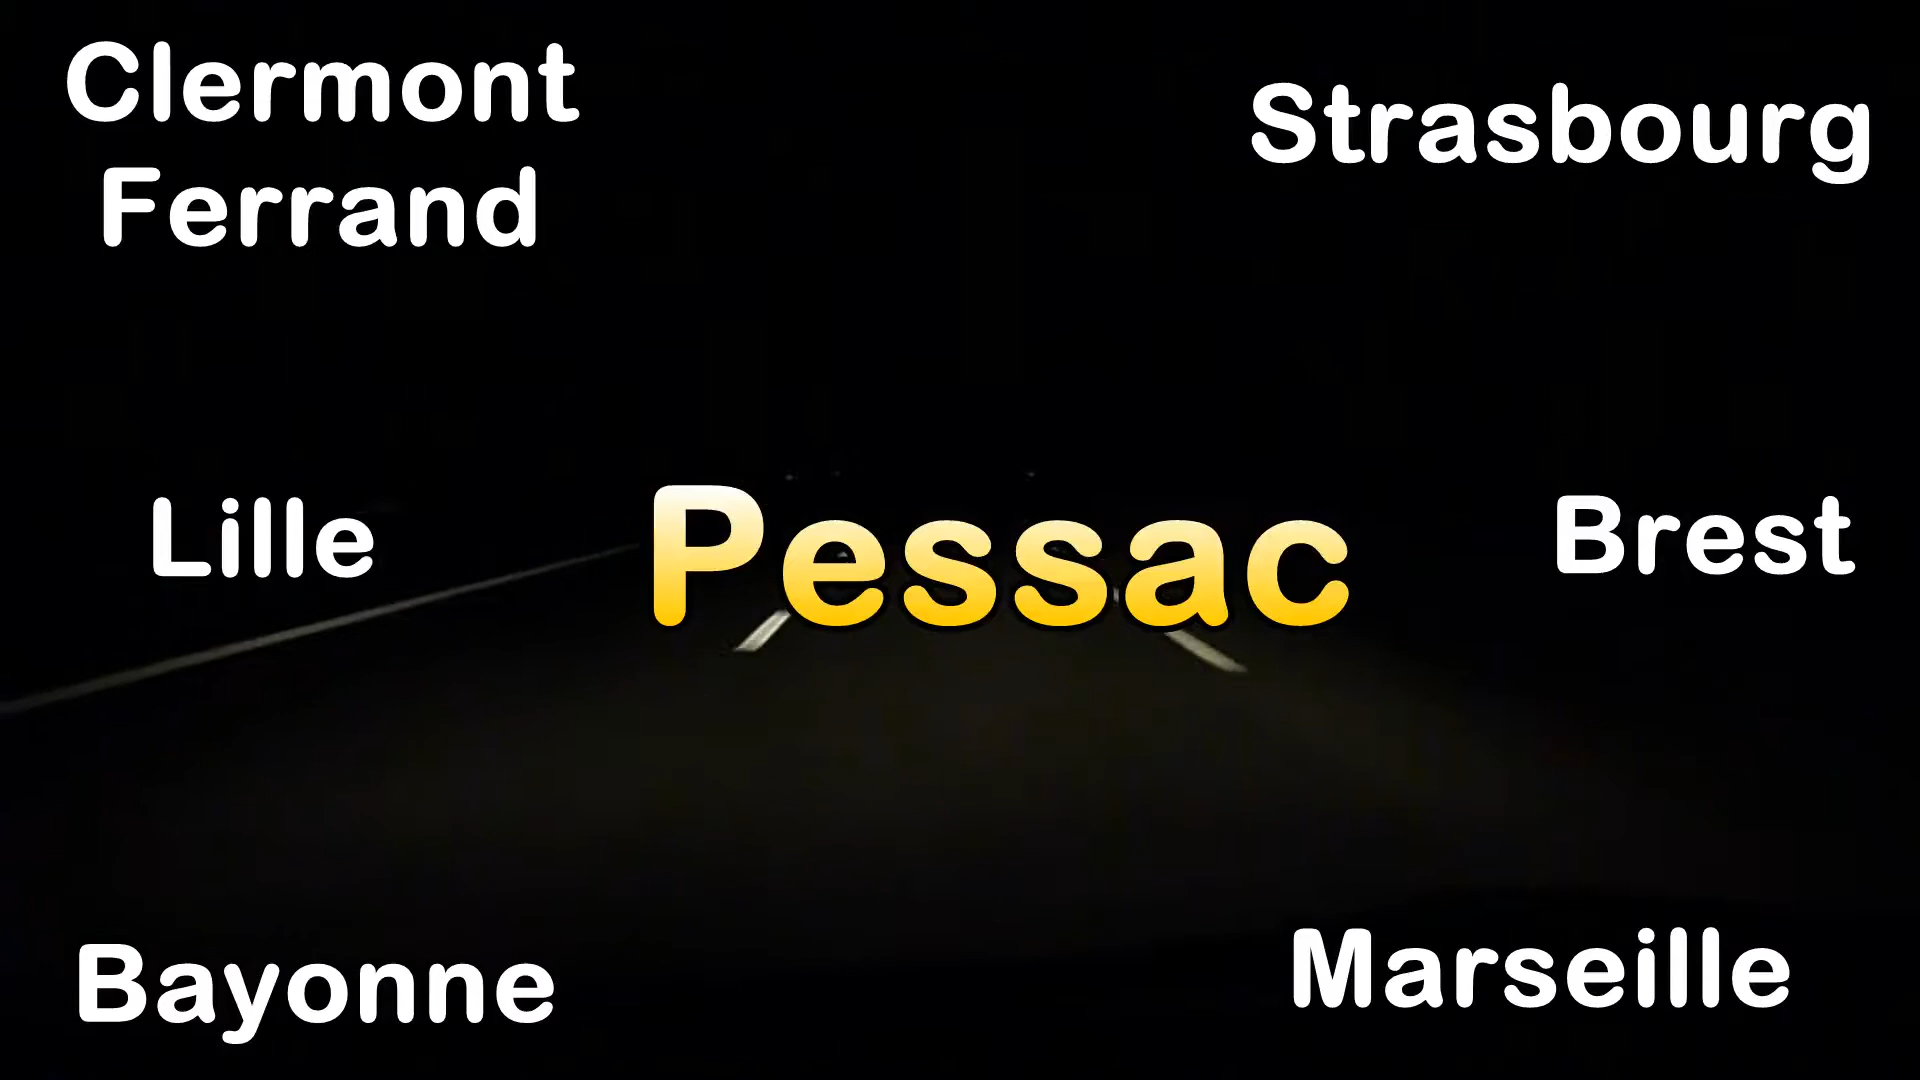 Clermont
Ferrand
Strasbourg
Lille
Pessac
Brest
Bayonne
Marseille